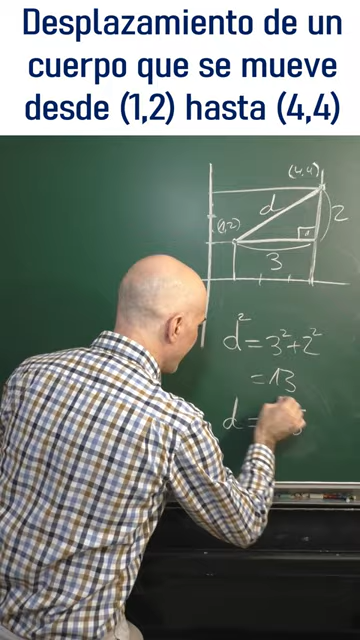 Desplazamiento de un
cuerpo que se mueve
desde (1,2) hasta (4,4)
(4,4)
d
2
(1,2)
3
d² = 3² + 2²
= 13
d =